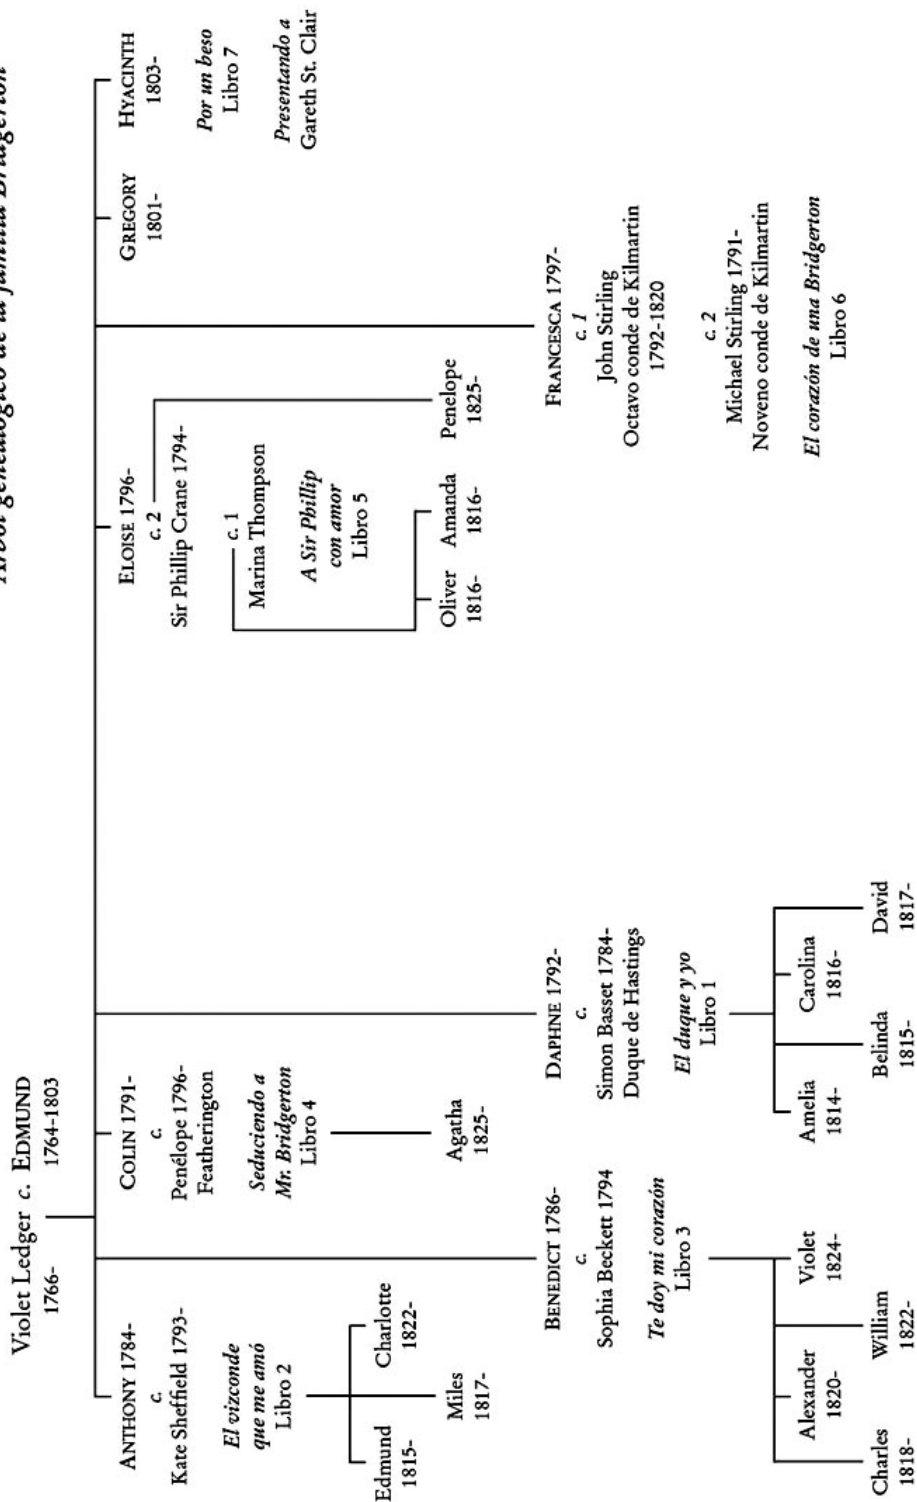 Árbol genealógico de la familia Bridgerton
Violet Ledger c. EDMUND
1766-
1764-1803
ANTHONY 1784-
c.
Kate Sheffield 1793-
El vizconde
que me amó
Libro 2
Edmund
1815-
Miles
1817-
Charlotte
1822-
BENEDICT 1786-
c.
Sophia Beckett 1794
Te doy mi corazón
Libro 3
Charles
1818-
Alexander
1820-
William
1822-
Violet
1824-
COLIN 1791-
c.
Penélope 1796-
Featherington
Seduciendo a
Mr. Bridgerton
Libro 4
Agatha
1825-
DAPHNE 1792-
c.
Simon Basset 1784-
Duque de Hastings
El duque y yo
Libro 1
Amelia
1814-
Belinda
1815-
Carolina
1816-
David
1817-
ELOISE 1796-
c. 2
Sir Phillip Crane 1794-
c. 1
Marina Thompson
A Sir Phillip
con amor
Libro 5
Oliver
1816-
Amanda
1816-
Penelope
1825-
FRANCESCA 1797-
c. 1
John Stirling
Octavo conde de Kilmartin
1792-1820
c. 2
Michael Stirling 1791-
Noveno conde de Kilmartin
El corazón de una Bridgerton
Libro 6
GREGORY
1801-
HYACINTH
1803-
Por un beso
Libro 7
Presentando a
Gareth St. Clair